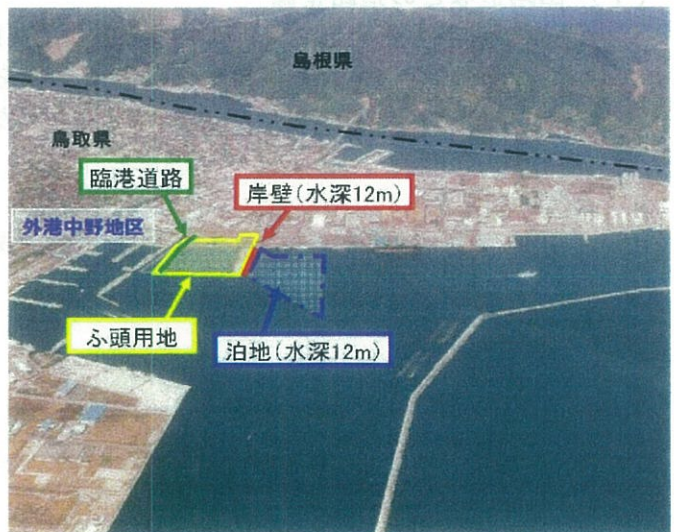 島根県
鳥取県
臨港道路
岸壁(水深12m)
外港中野地区
ふ頭用地
泊地(水深12m)